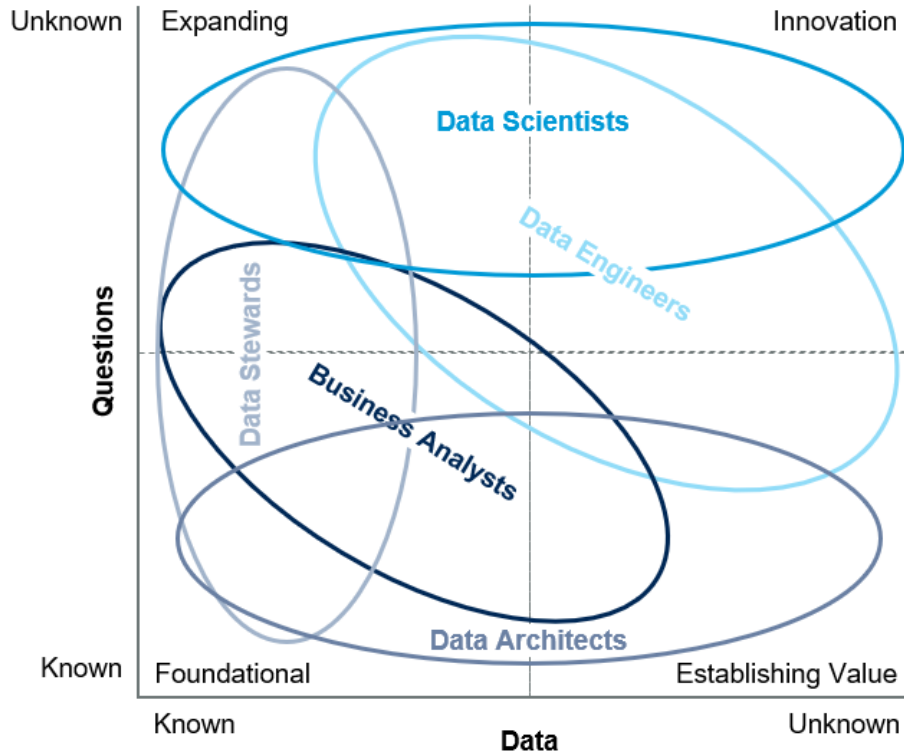 Unknown
Expanding
Innovation
Data Scientists
Data Engineers
Questions
Data Stewards
Business Analysts
Data Architects
Known
Foundational
Establishing Value
Known
Data
Unknown